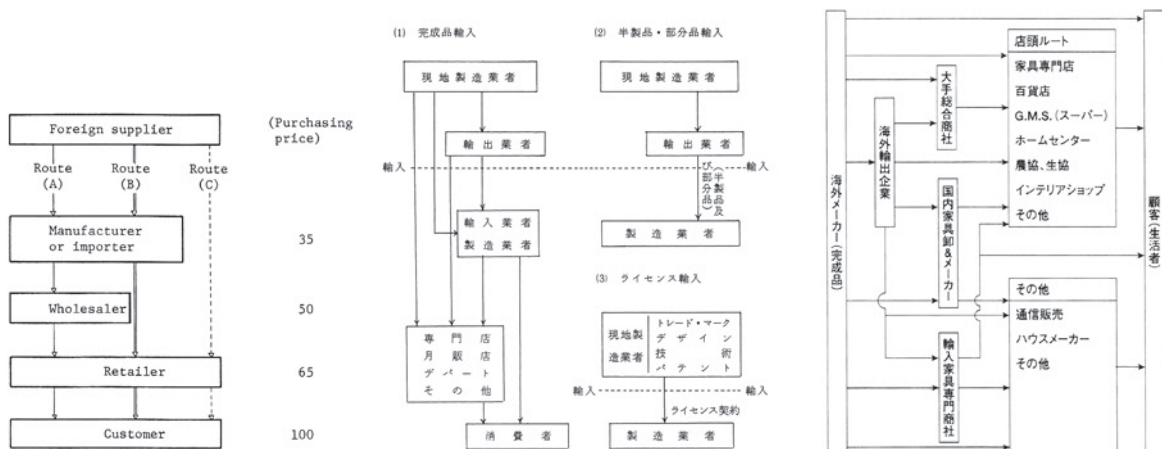 Foreign supplier
(Purchasing
price)
Route
(A)
Route
(B)
Route
(C)
Manufacturer
or importer
35
Wholesaler
50
Retailer
65
Customer
100
(1) 完成品輸入
現地製造業者
輸出業者
輸入
輸入業者
製造業者
専門店
月販店
デパート
その他
消費者
(2) 半製品・部分品輸入
現地製造業者
輸出業者
輸入
(半製品及
び部分品)
製造業者
(3) ライセンス輸入
現地製
造業者
トレード・マーク
デザイン
技術
パテント
輸入
輸入
ライセンス契約
製造業者
海外メーカー(完成品)
海外輸出企業
大手総合商社
国内家具卸&メーカー
輸入家具専門商社
店頭ルート
家具専門店
百貨店
G.M.S.(スーパー)
ホームセンター
農協、生協
インテリアショップ
その他
その他
通信販売
ハウスメーカー
その他
顧客(生活者)